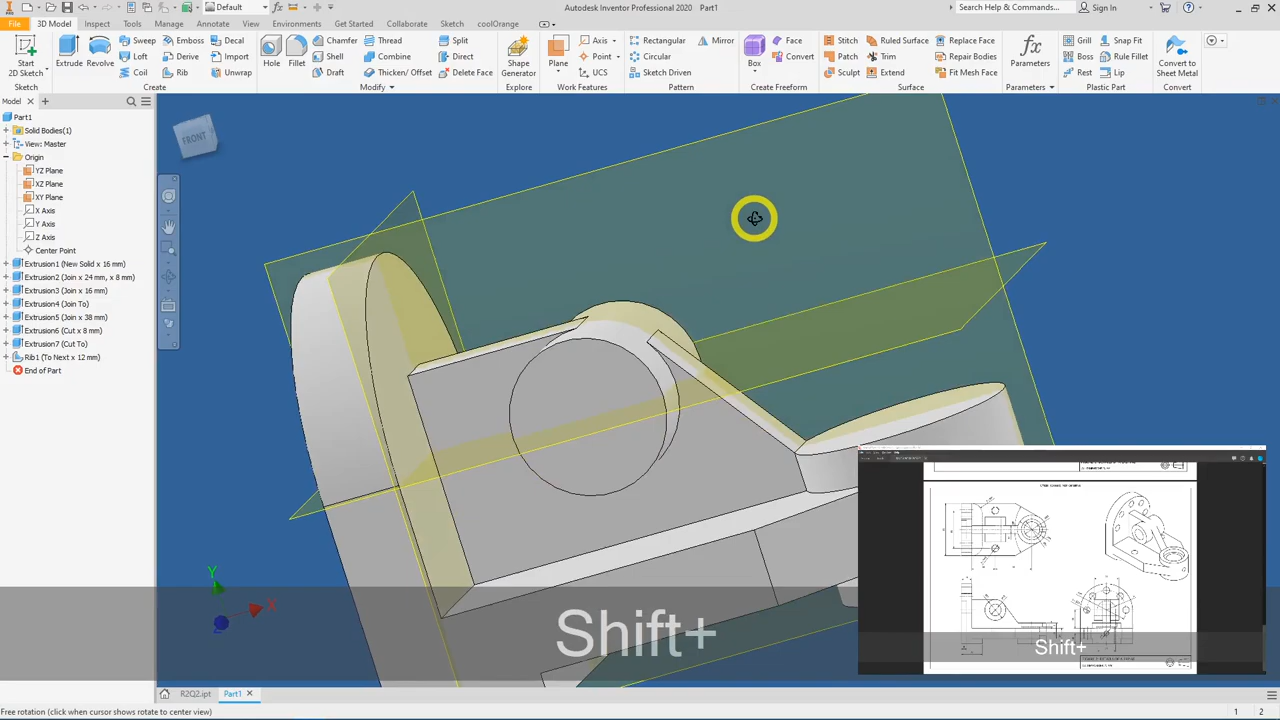 Default
Autodesk Inventor Professional 2020 Part1
Search Help & Commands...
Sign In
File 3D Model Inspect Tools Manage View Environments Get Started Collaborate Sketch coolOrange
Start
2D Sketch
Sketch
Extrude
Revolve
Sweep
Loft
Coil
Emboss
Derive
Rib
Decal
Import
Unwrap
Create
Hole
Fillet
Chamfer
Shell
Draft
Thread
Combine
Thicken/ Offset
Split
Direct
Delete Face
Modify
Shape
Generator
Explore
Plane
Axis
Point
UCS
Work Features
Rectangular
Circular
Sketch Driven
Mirror
Pattern
Box
Face
Convert
Create Freeform
Stitch
Patch
Sculpt
Ruled Surface
Trim
Extend
Replace Face
Repair Bodies
Fit Mesh Face
Surface
fx
Parameters
Parameters
Grill
Boss
Rest
Snap Fit
Rule Fillet
Lip
Plastic Part
Convert to
Sheet Metal
Convert
Model
Part1
Solid Bodies(1)
View: Master
Origin
YZ Plane
XZ Plane
XY Plane
X Axis
Y Axis
Z Axis
Center Point
Extrusion1 (New Solid x 16 mm)
Extrusion2 (Join x 24 mm, x 8 mm)
Extrusion3 (Join x 16 mm)
Extrusion4 (Join To)
Extrusion5 (Join x 38 mm)
Extrusion6 (Cut x 8 mm)
Extrusion7 (Cut To)
Rib1 (To Next x 12 mm)
End of Part
FRONT
Y
X
Z
Shift+
Shift+
R2Q2.ipt
Part1
Free rotation (click when cursor shows rotate to center view)
1 2